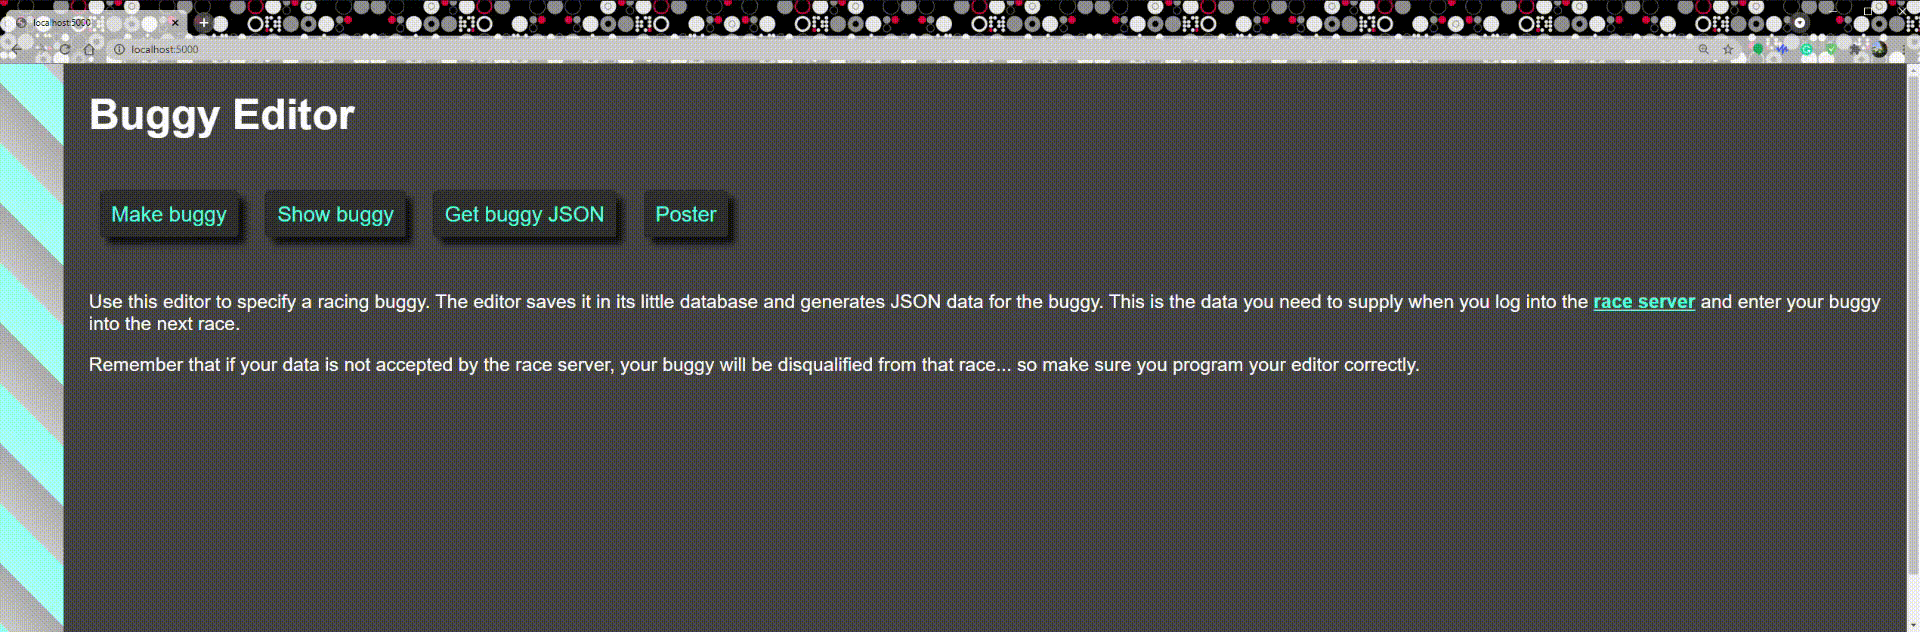 localhost:5000
localhost:5000
Buggy Editor
Make buggy Show buggy Get buggy JSON Poster
Use this editor to specify a racing buggy. The editor saves it in its little database and generates JSON data for the buggy. This is the data you need to supply when you log into the race server and enter your buggy
into the next race.
Remember that if your data is not accepted by the race server, your buggy will be disqualified from that race... so make sure you program your editor correctly.